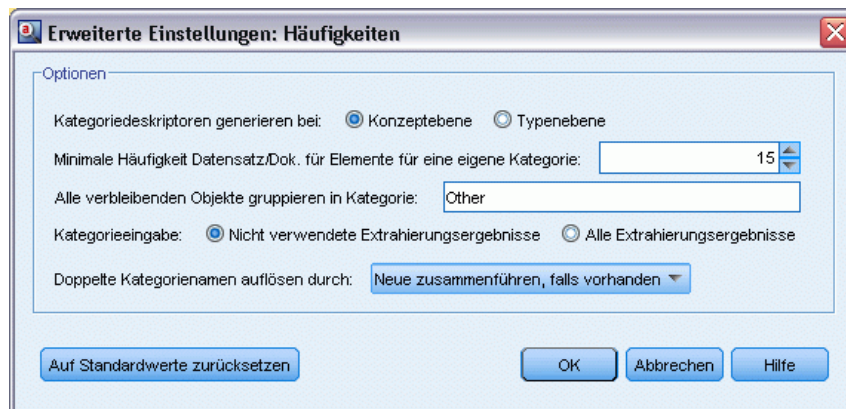 Erweiterte Einstellungen: Häufigkeiten
Optionen
Kategoriedeskriptoren generieren bei: Konzeptebene Typenebene
Minimale Häufigkeit Datensatz/Dok. für Elemente für eine eigene Kategorie: 15
Alle verbleibenden Objekte gruppieren in Kategorie: Other
Kategorieeingabe: Nicht verwendete Extrahierungsergebnisse Alle Extrahierungsergebnisse
Doppelte Kategorienamen auflösen durch: Neue zusammenführen, falls vorhanden
Auf Standardwerte zurücksetzen OK Abbrechen Hilfe